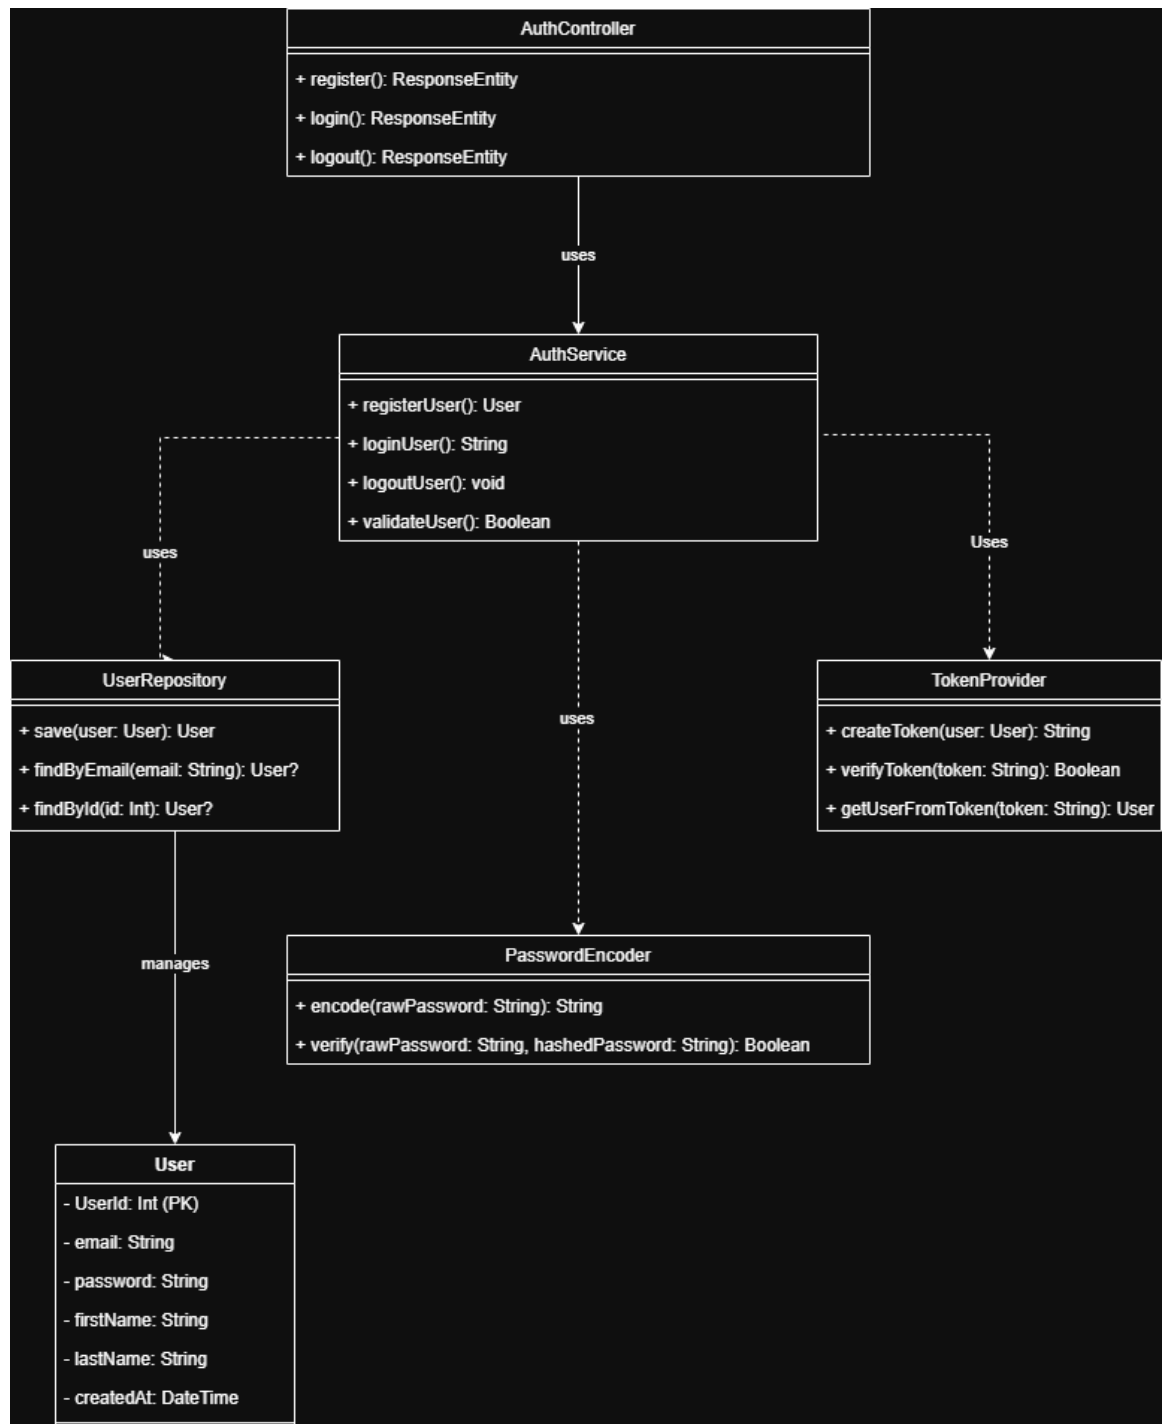 AuthController
+ register(): ResponseEntity
+ login(): ResponseEntity
+ logout(): ResponseEntity
uses
AuthService
+ registerUser(): User
+ loginUser(): String
+ logoutUser(): void
+ validateUser(): Boolean
uses
Uses
UserRepository
+ save(user: User): User
+ findByEmail(email: String): User?
+ findById(id: Int): User?
TokenProvider
+ createToken(user: User): String
+ verifyToken(token: String): Boolean
+ getUserFromToken(token: String): User
uses
manages
PasswordEncoder
+ encode(rawPassword: String): String
+ verify(rawPassword: String, hashedPassword: String): Boolean
User
- UserId: Int (PK)
- email: String
- password: String
- firstName: String
- lastName: String
- createdAt: DateTime